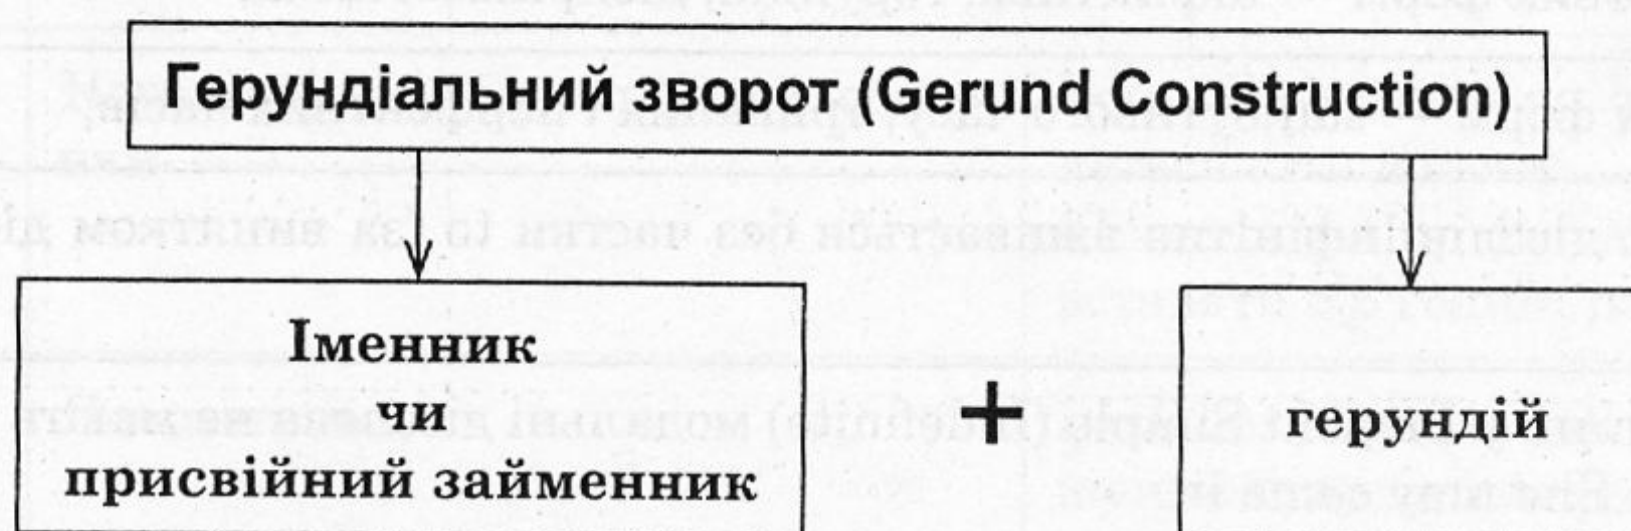 Герундіальний зворот (Gerund Construction)
Іменник
чи
присвійний займенник
+
герундій